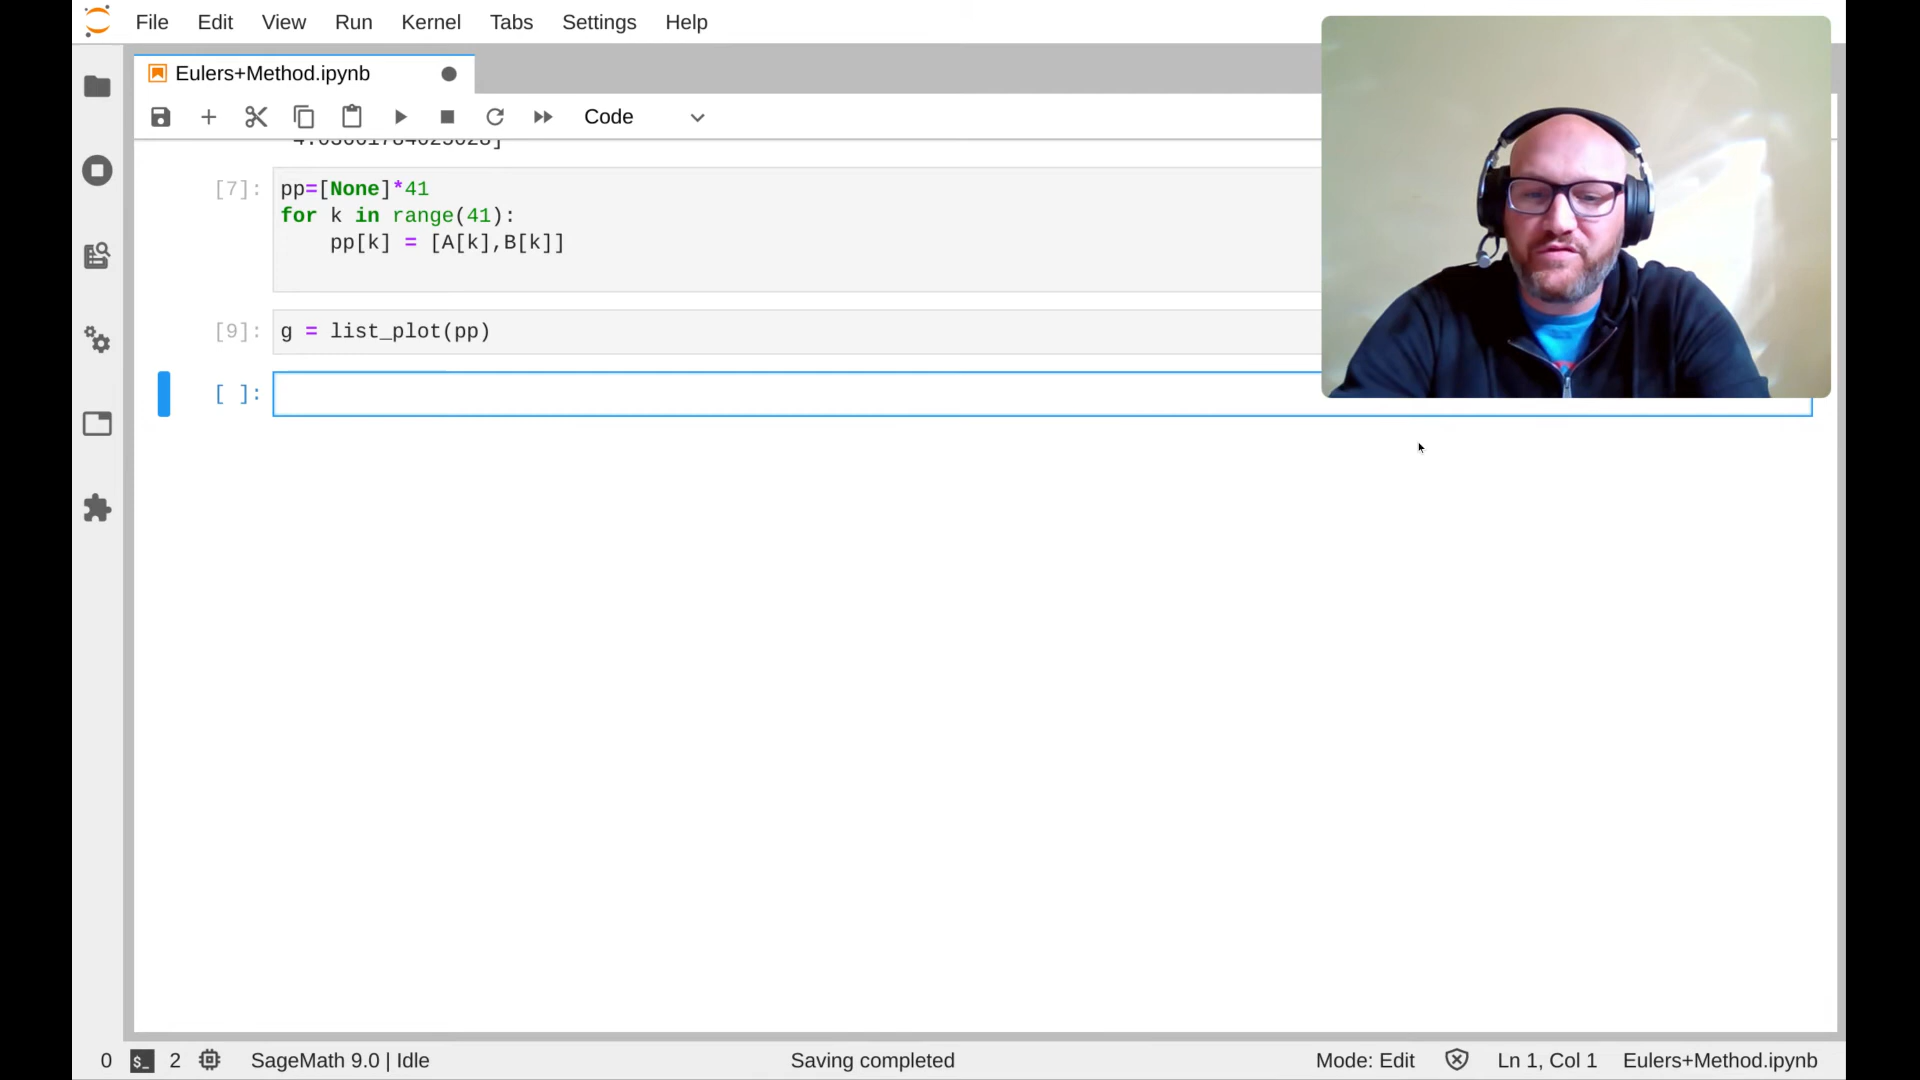 File Edit View Run Kernel Tabs Settings Help
Eulers+Method.ipynb
Code
[7]:
pp=[None]*41
for k in range(41):
    pp[k] = [A[k],B[k]]
[9]:
g = list_plot(pp)
[ ]:
0 $_ 2 SageMath 9.0 | Idle Saving completed Mode: Edit Ln 1, Col 1 Eulers+Method.ipynb